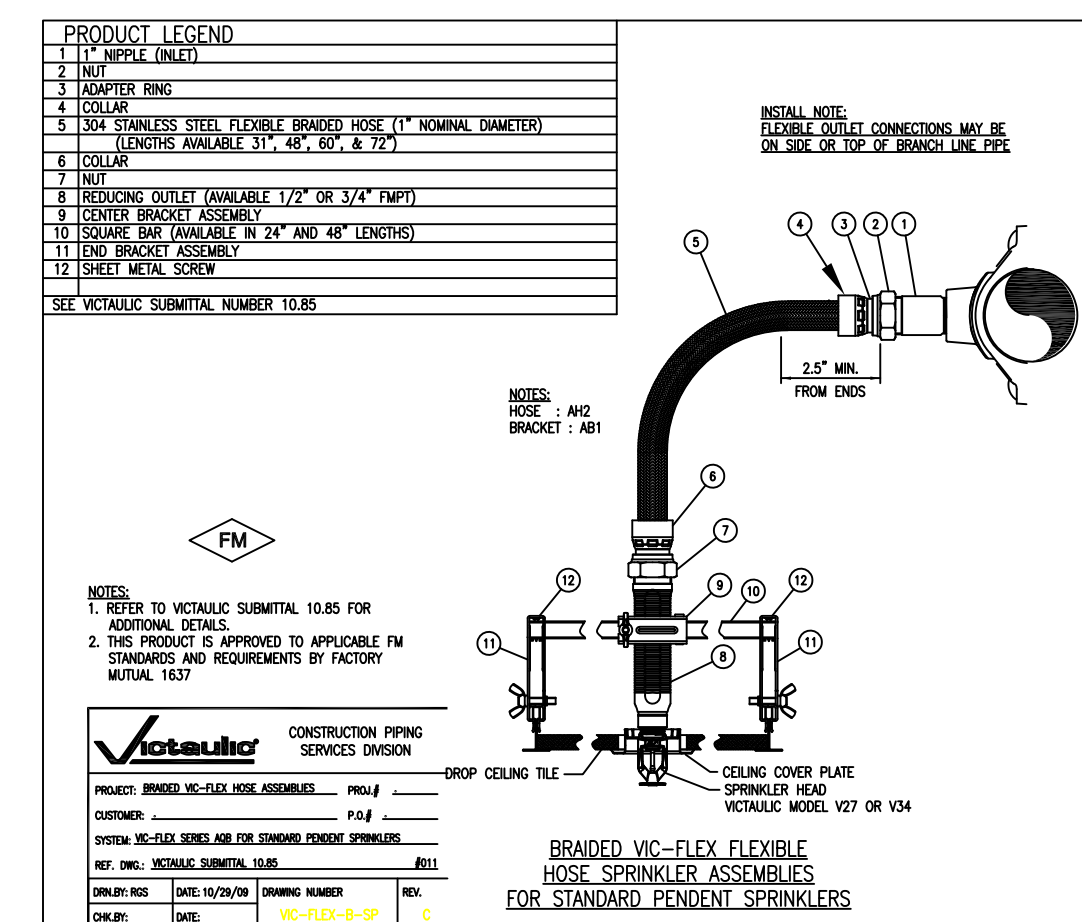 PRODUCT LEGEND
1 1" NIPPLE (INLET)
2 NUT
3 ADAPTER RING
4 COLLAR
5 304 STAINLESS STEEL FLEXIBLE BRAIDED HOSE (1" NOMINAL DIAMETER)
(LENGTHS AVAILABLE 31", 48", 60", & 72")
6 COLLAR
7 NUT
8 REDUCING OUTLET (AVAILABLE 1/2" OR 3/4" FMPT)
9 CENTER BRACKET ASSEMBLY
10 SQUARE BAR (AVAILABLE IN 24" AND 48" LENGTHS)
11 END BRACKET ASSEMBLY
12 SHEET METAL SCREW
SEE VICTAULIC SUBMITTAL NUMBER 10.85
INSTALL NOTE:
FLEXIBLE OUTLET CONNECTIONS MAY BE
ON SIDE OR TOP OF BRANCH LINE PIPE
4 3 2 1
5
2.5" MIN.
FROM ENDS
NOTES:
HOSE : AH2
BRACKET : AB1
6
7
12 9 10 12
11 11
8
FM
NOTES:
1. REFER TO VICTAULIC SUBMITTAL 10.85 FOR
ADDITIONAL DETAILS.
2. THIS PRODUCT IS APPROVED TO APPLICABLE FM
STANDARDS AND REQUIREMENTS BY FACTORY
MUTUAL 1637
DROP CEILING TILE
CEILING COVER PLATE
SPRINKLER HEAD
VICTAULIC MODEL V27 OR V34
BRAIDED VIC-FLEX FLEXIBLE
HOSE SPRINKLER ASSEMBLIES
FOR STANDARD PENDENT SPRINKLERS
Victaulic
CONSTRUCTION PIPING
SERVICES DIVISION
PROJECT: BRAIDED VIC-FLEX HOSE ASSEMBLIES PROJ.# .
CUSTOMER: . P.O.# .
SYSTEM: VIC-FLEX SERIES AQB FOR STANDARD PENDENT SPRINKLERS
REF. DWG.: VICTAULIC SUBMITTAL 10.85 #011
DRN.BY: RGS DATE: 10/29/09 DRAWING NUMBER REV.
CHK.BY: DATE: VIC-FLEX-B-SP C